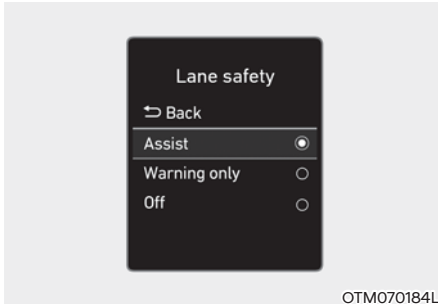 Lane safety
Back
Assist
Warning only
Off
OTM070184L